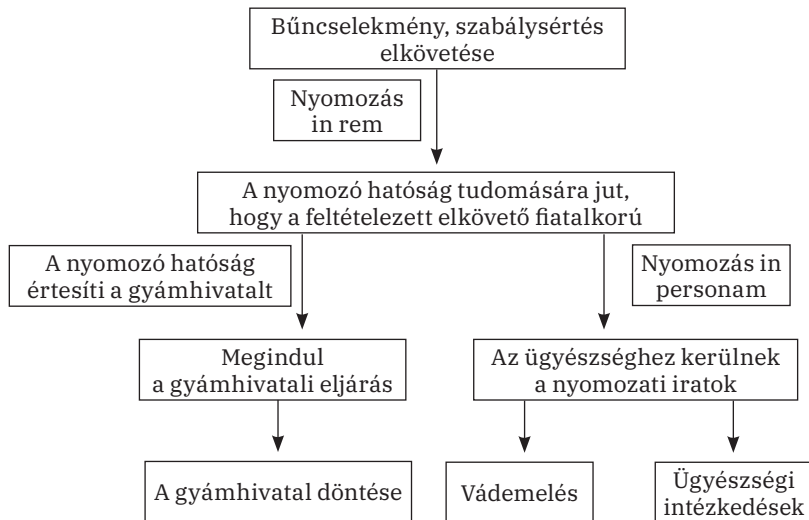 Bűncselekmény, szabálysértés
elkövetése
Nyomozás
in rem
A nyomozó hatóság tudomására jut,
hogy a feltételezett elkövető fiatalkorú
A nyomozó hatóság
értesíti a gyámhivatalt
Nyomozás in
personam
Megindul
a gyámhivatali eljárás
Az ügyészséghez kerülnek
a nyomozati iratok
A gyámhivatal döntése
Vádemelés
Ügyészségi
intézkedések